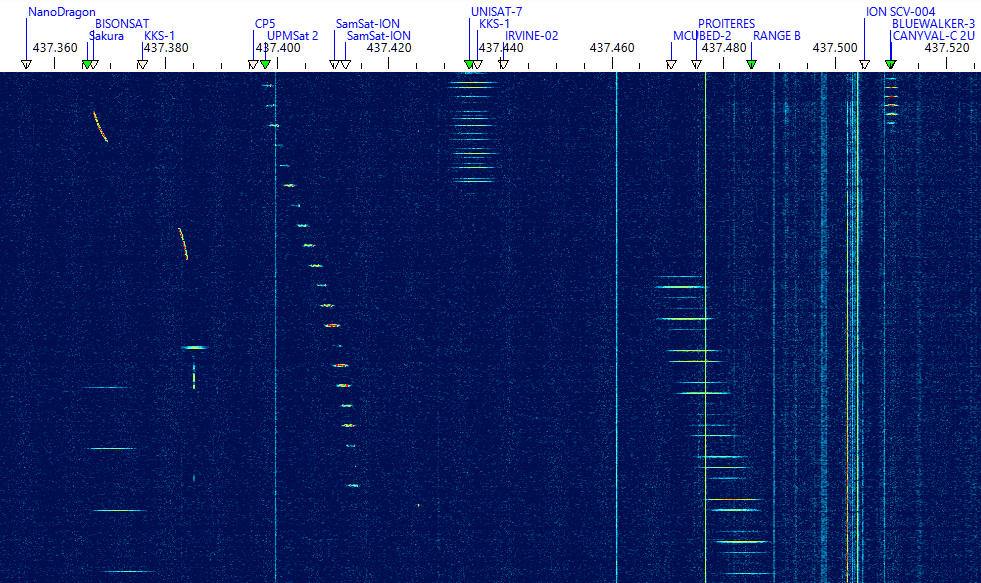 NanoDragon
UNISAT-7
ION SCV-004
BISONSAT
CP5
SamSat-ION
KKS-1
PROITERES
BLUEWALKER-3
Sakura
KKS-1
UPMSat 2
SamSat-ION
IRVINE-02
MCUBED-2
RANGE B
CANYVAL-C 2U
437.360
437.380
437.400
437.420
437.440
437.460
437.480
437.500
437.520